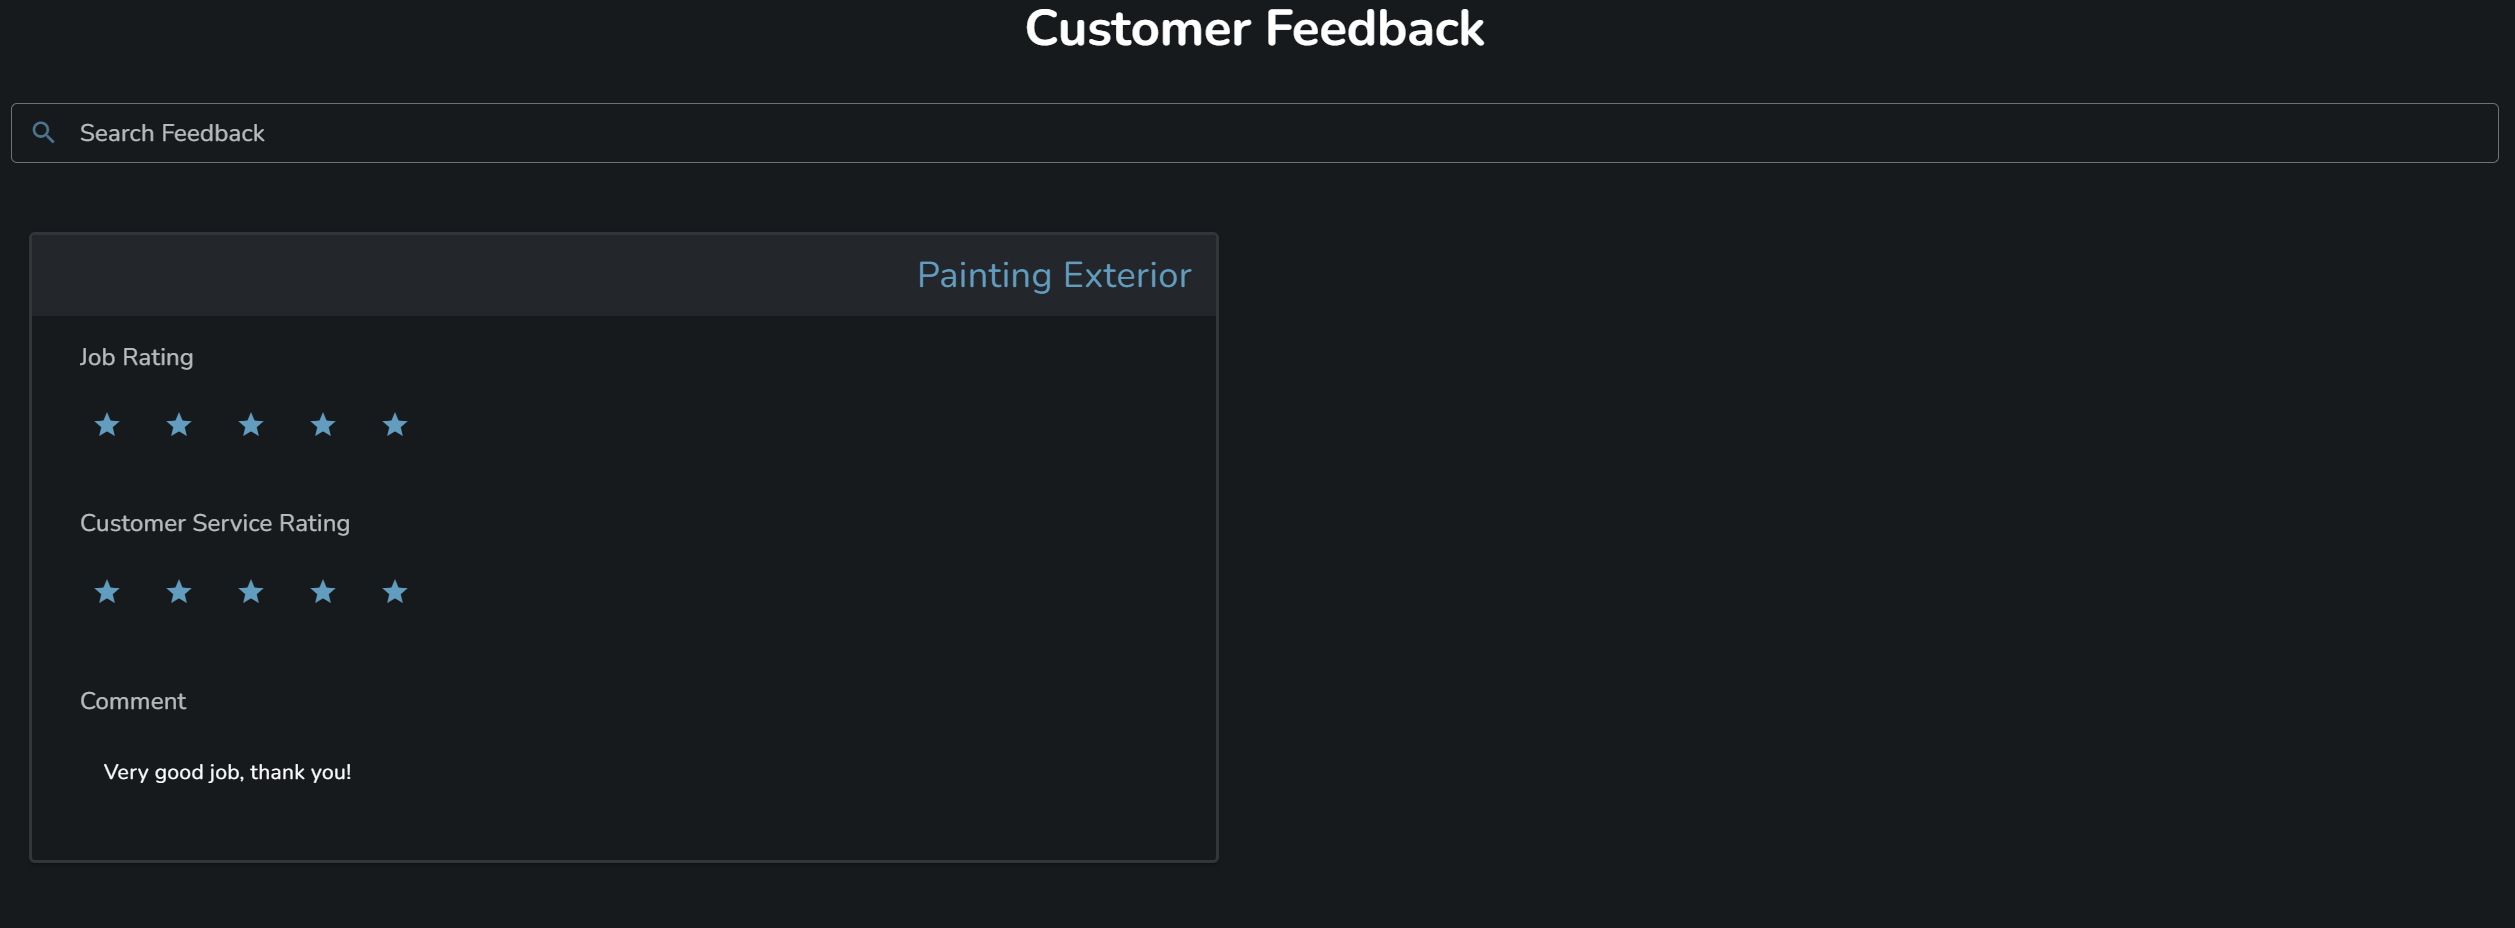 Customer Feedback
Search Feedback
Painting Exterior
Job Rating
Customer Service Rating
Comment
Very good job, thank you!